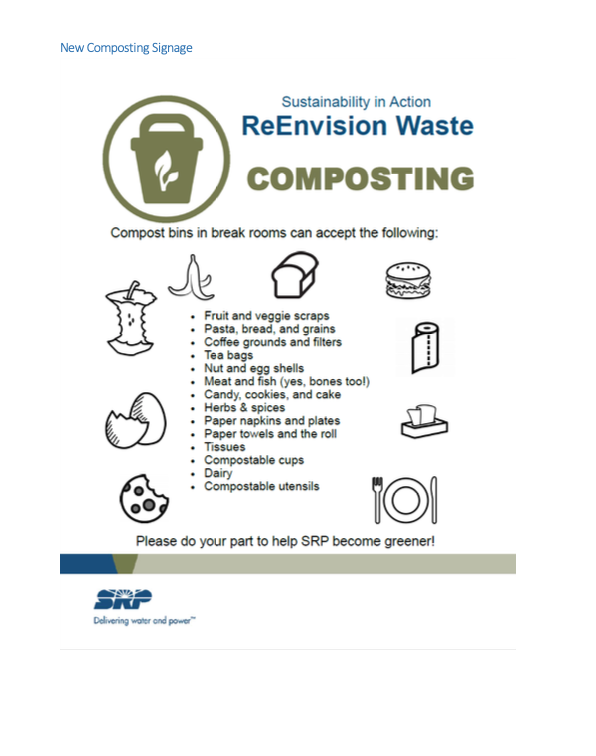 New Composting Signage
Sustainability in Action
ReEnvision Waste
COMPOSTING
Compost bins in break rooms can accept the following:
• Fruit and veggie scraps
• Pasta, bread, and grains
• Coffee grounds and filters
• Tea bags
• Nut and egg shells
• Meat and fish (yes, bones too!)
• Candy, cookies, and cake
• Herbs & spices
• Paper napkins and plates
• Paper towels and the roll
• Tissues
• Compostable cups
• Dairy
• Compostable utensils
Please do your part to help SRP become greener!
SRP
Delivering water and power™